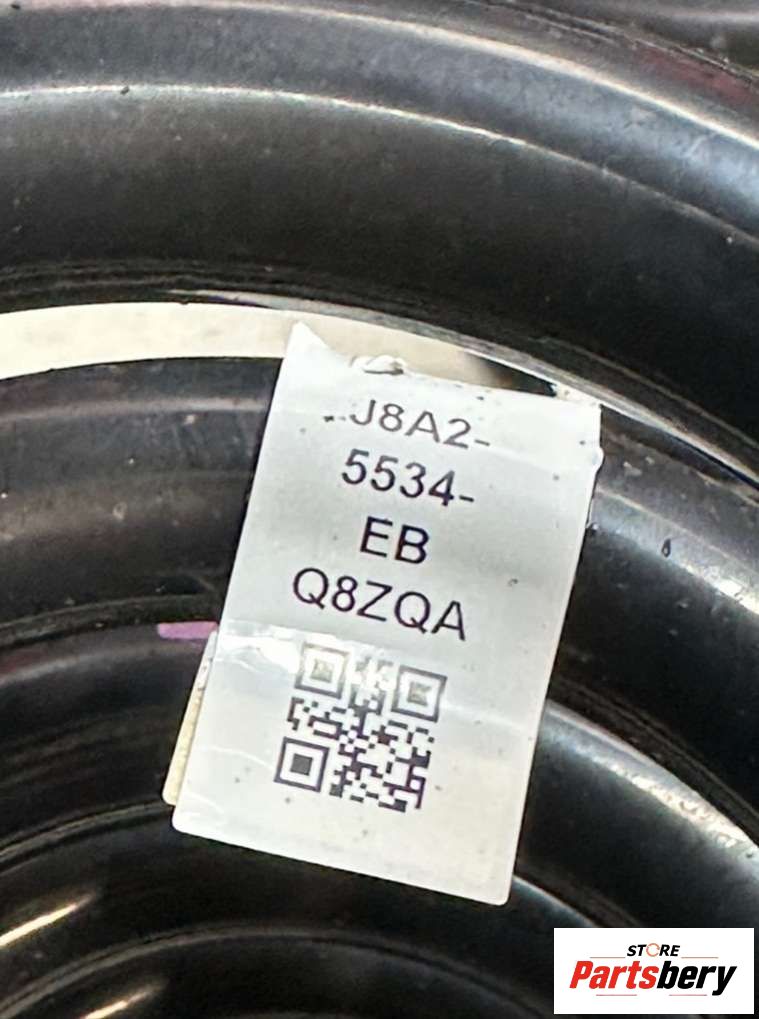 J8A2-
5534-
EB
Q8ZQA
STORE
Partsbery